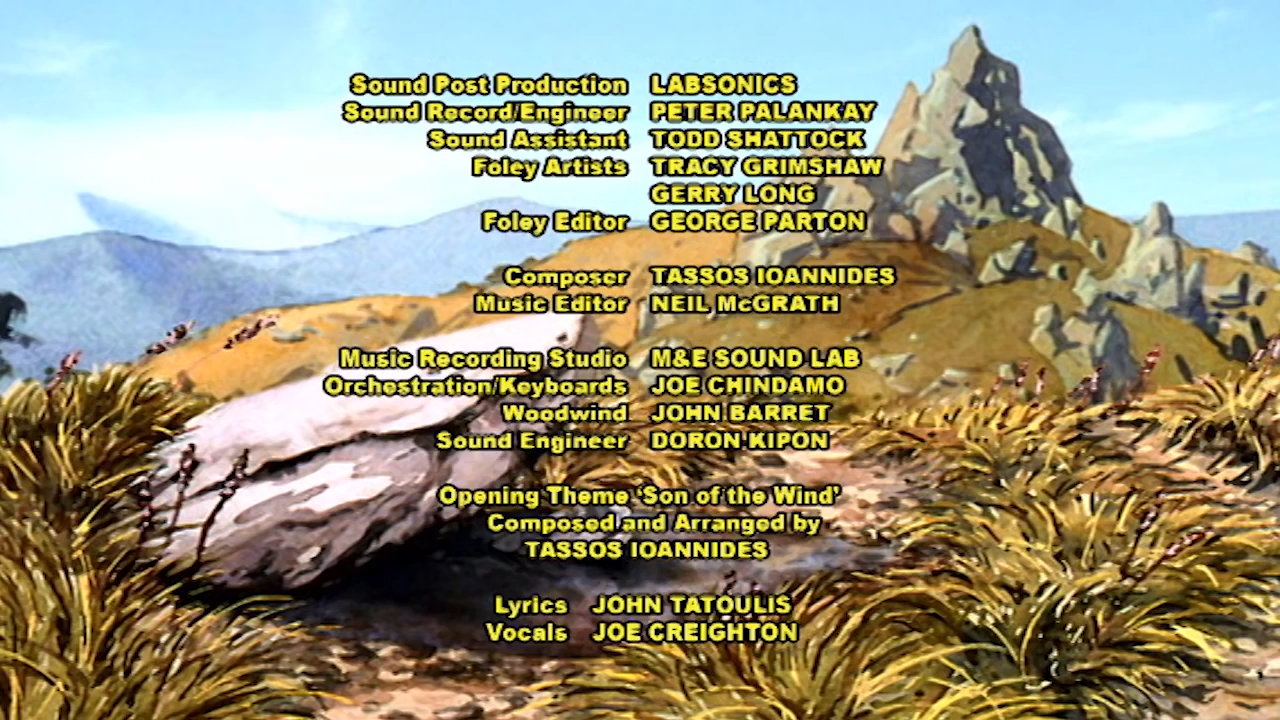 Sound Post Production LABSONICS
Sound Record/Engineer PETER PALANKAY
Sound Assistant TODD SHATTOCK
Foley Artists TRACY GRIMSHAW
GERRY LONG
Foley Editor GEORGE PARTON
Composer TASSOS IOANNIDES
Music Editor NEIL McGRATH
Music Recording Studio M&E SOUND LAB
Orchestration/Keyboards JOE CHINDAMO
Woodwind JOHN BARRET
Sound Engineer DORON KIPON
Opening Theme ‘Son of the Wind’
Composed and Arranged by
TASSOS IOANNIDES
Lyrics JOHN TATOULIS
Vocals JOE CREIGHTON